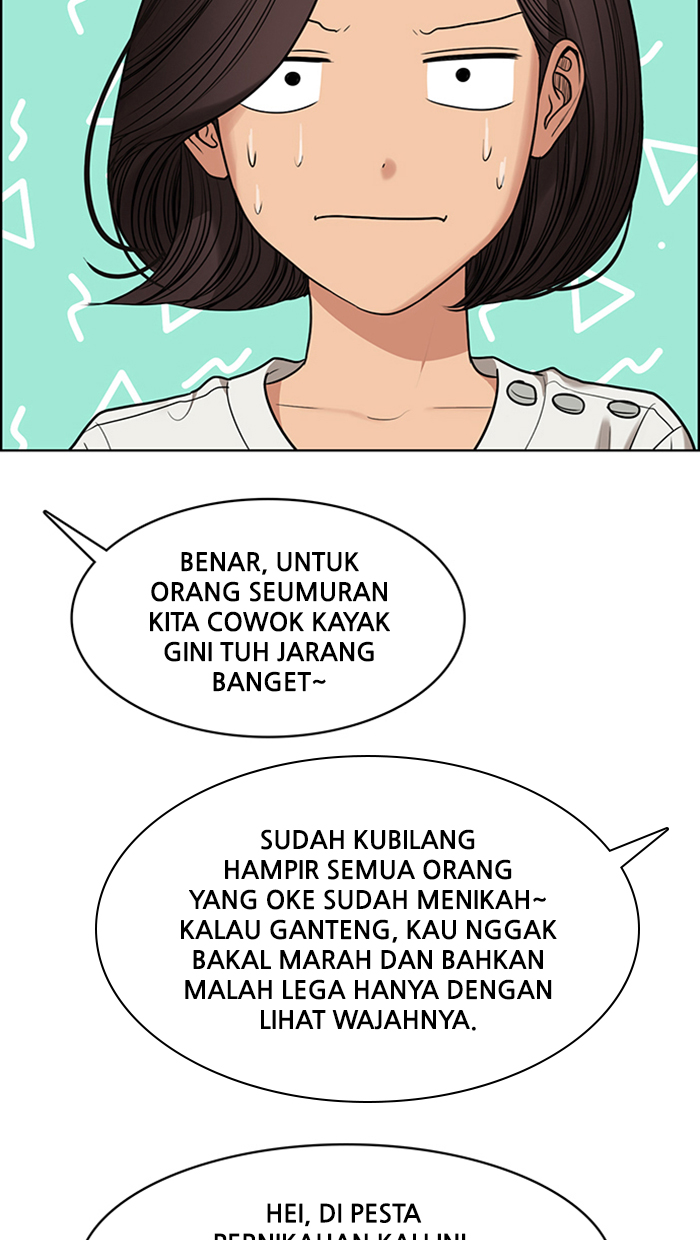 BENAR, UNTUK
ORANG SEUMURAN
KITA COWOK KAYAK
GINI TUH JARANG
BANGET~
SUDAH KUBILANG
HAMPIR SEMUA ORANG
YANG OKE SUDAH MENIKAH~
KALAU GANTENG, KAU NGGAK
BAKAL MARAH DAN BAHKAN
MALAH LEGA HANYA DENGAN
LIHAT WAJAHNYA.
HEI, DI PESTA
PERNIKAHAN